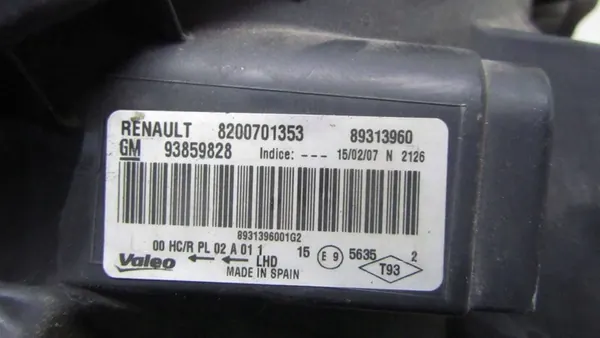 RENAULT 8200701353 89313960
GM 93859828 Indice: --- 15/02/07 N 2126
8931396001G2
00 HC/R PL 02 A 01 1 15 E 9 5635 2
Valeo ←← LHD T93
MADE IN SPAIN